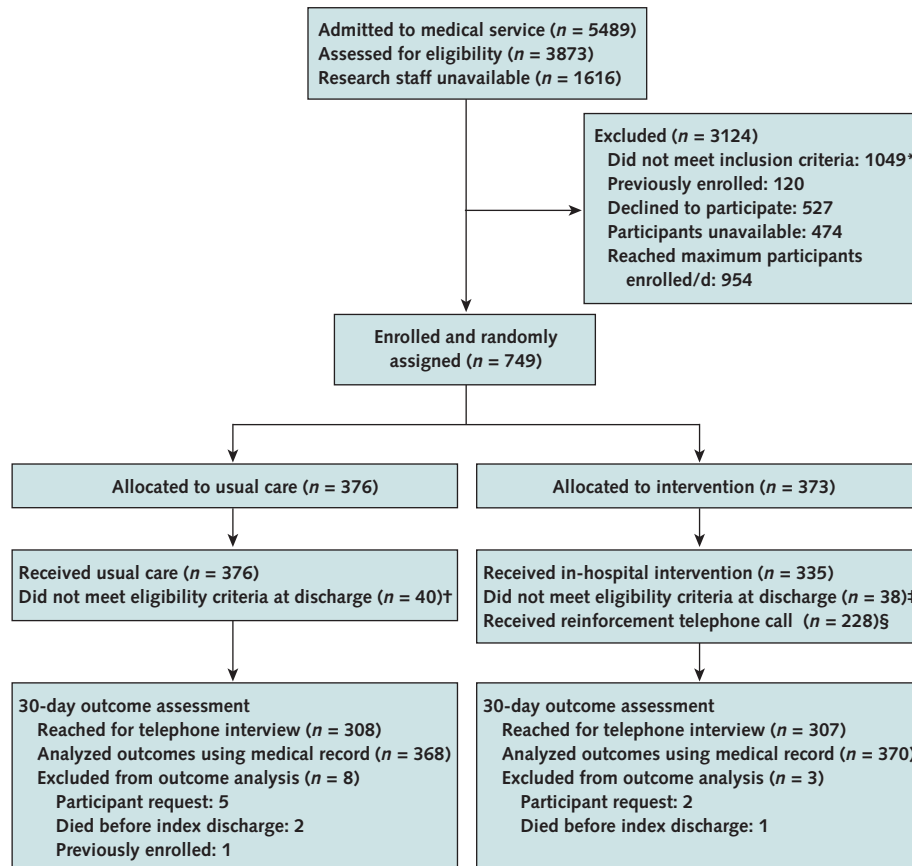 Admitted to medical service (n = 5489)
Assessed for eligibility (n = 3873)
Research staff unavailable (n = 1616)
Excluded (n = 3124)
Did not meet inclusion criteria: 1049*
Previously enrolled: 120
Declined to participate: 527
Participants unavailable: 474
Reached maximum participants
enrolled/d: 954
Enrolled and randomly
assigned (n = 749)
Allocated to usual care (n = 376)
Allocated to intervention (n = 373)
Received usual care (n = 376)
Did not meet eligibility criteria at discharge (n = 40)†
Received in-hospital intervention (n = 335)
Did not meet eligibility criteria at discharge (n = 38)‡
Received reinforcement telephone call (n = 228)§
30-day outcome assessment
Reached for telephone interview (n = 308)
Analyzed outcomes using medical record (n = 368)
Excluded from outcome analysis (n = 8)
Participant request: 5
Died before index discharge: 2
Previously enrolled: 1
30-day outcome assessment
Reached for telephone interview (n = 307)
Analyzed outcomes using medical record (n = 370)
Excluded from outcome analysis (n = 3)
Participant request: 2
Died before index discharge: 1